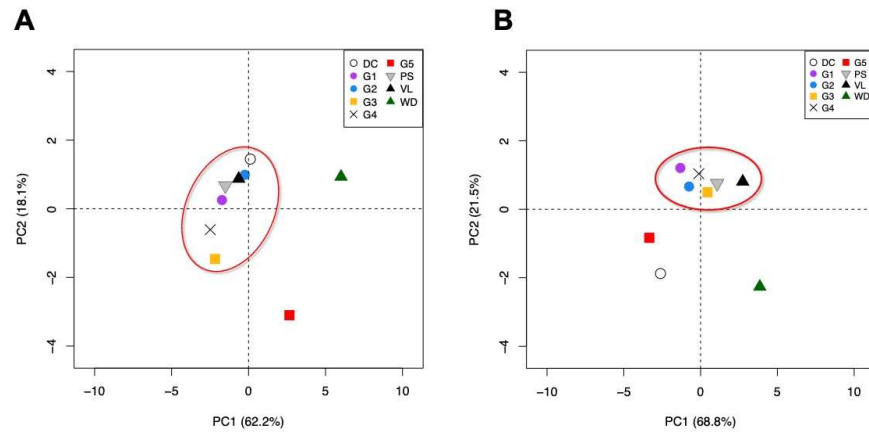 A
DC G5
G1 PS
G2 VL
G3 WD
G4
4
2
0
−2
−4
PC2 (18.1%)
−10 −5 0 5 10
PC1 (62.2%)
B
DC G5
G1 PS
G2 VL
G3 WD
G4
4
2
0
−2
−4
PC2 (21.5%)
−10 −5 0 5 10
PC1 (68.8%)